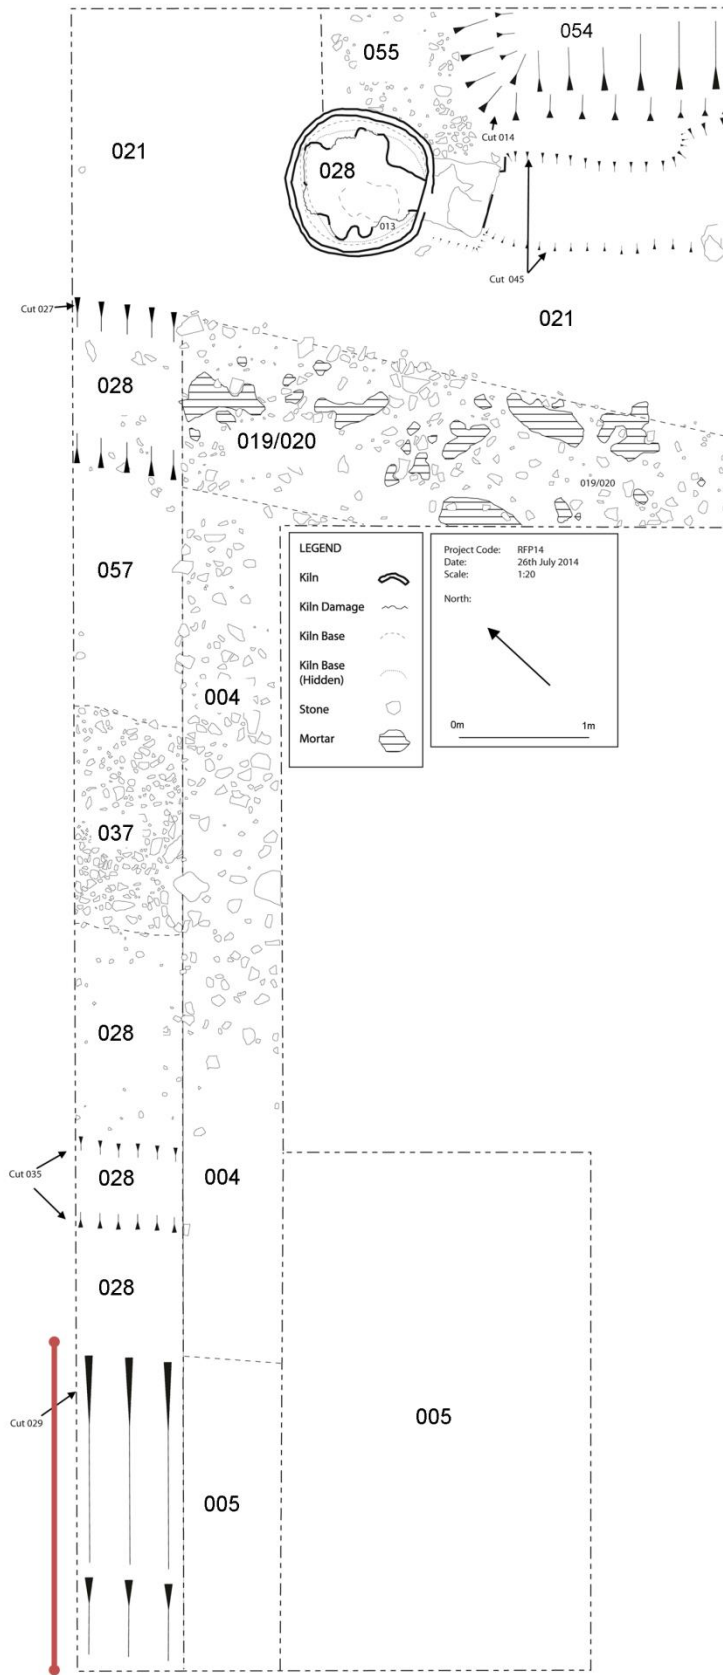 055
054
Cut 014
021
028
013
Cut 045
Cut 027
021
028
019/020
019/020
057
LEGEND
Kiln
Kiln Damage
Kiln Base
Kiln Base
(Hidden)
Stone
Mortar
Project Code: RFP14
Date: 26th July 2014
Scale: 1:20
North:
0m 1m
004
037
028
Cut 035
028
004
028
Cut 029
005
005